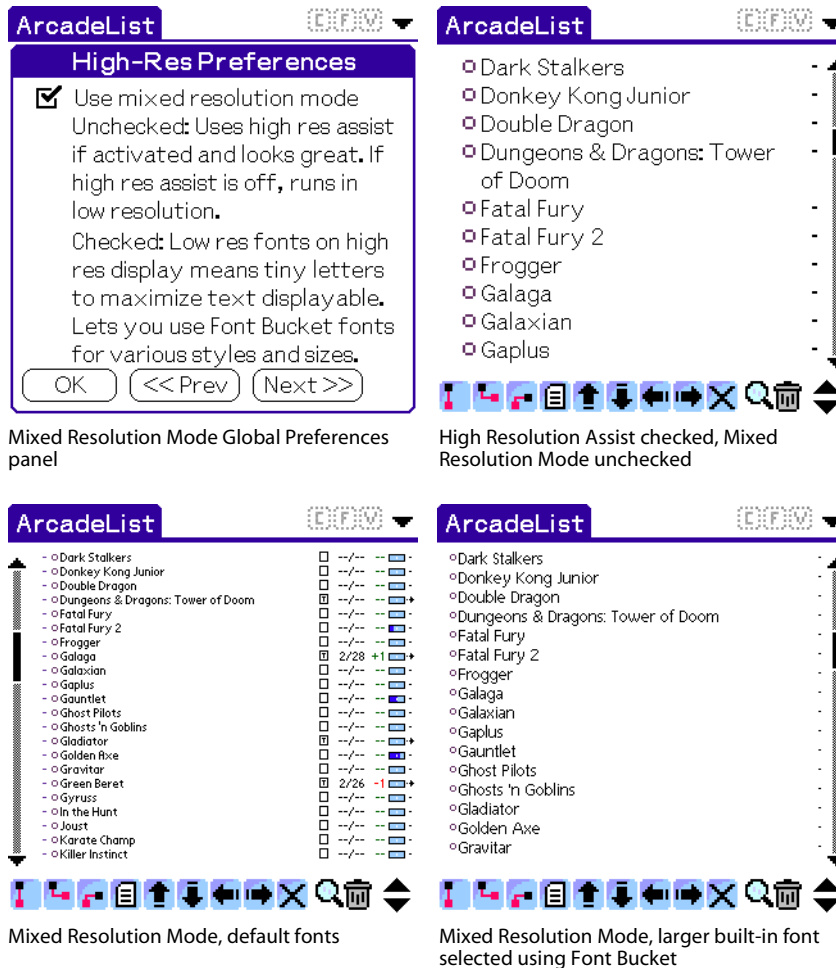 ArcadeList
C F V
High-Res Preferences
Use mixed resolution mode
Unchecked: Uses high res assist
if activated and looks great. If
high res assist is off, runs in
low resolution.
Checked: Low res fonts on high
res display means tiny letters
to maximize text displayable.
Lets you use Font Bucket fonts
for various styles and sizes.
OK
<< Prev
Next >>
Mixed Resolution Mode Global Preferences
panel
ArcadeList
C F V
Dark Stalkers -
Donkey Kong Junior -
Double Dragon -
Dungeons & Dragons: Tower -
of Doom
Fatal Fury -
Fatal Fury 2 -
Frogger -
Galaga -
Galaxian -
Gaplus -
High Resolution Assist checked, Mixed
Resolution Mode unchecked
ArcadeList
C F V
- Dark Stalkers --/-- -- -
- Donkey Kong Junior --/-- -- -
- Double Dragon --/-- -- -
- Dungeons & Dragons: Tower of Doom T --/-- --
- Fatal Fury --/-- -- -
- Fatal Fury 2 --/-- -- -
- Frogger --/-- -- -
- Galaga T 2/28 +1
- Galaxian --/-- -- -
- Gaplus --/-- -- -
- Gauntlet --/-- -- -
- Ghost Pilots --/-- -- -
- Ghosts 'n Goblins --/-- -- -
- Gladiator T --/-- --
- Golden Axe --/-- -- -
- Gravitar --/-- -- -
- Green Beret T 2/26 -1
- Gyruss --/-- -- -
- In the Hunt --/-- -- -
- Joust --/-- -- -
- Karate Champ --/-- -- -
- Killer Instinct --/-- -- -
Mixed Resolution Mode, default fonts
ArcadeList
C F V
Dark Stalkers -
Donkey Kong Junior -
Double Dragon -
Dungeons & Dragons: Tower of Doom -
Fatal Fury -
Fatal Fury 2 -
Frogger -
Galaga -
Galaxian -
Gaplus -
Gauntlet -
Ghost Pilots -
Ghosts 'n Goblins -
Gladiator -
Golden Axe -
Gravitar -
Mixed Resolution Mode, larger built-in font
selected using Font Bucket